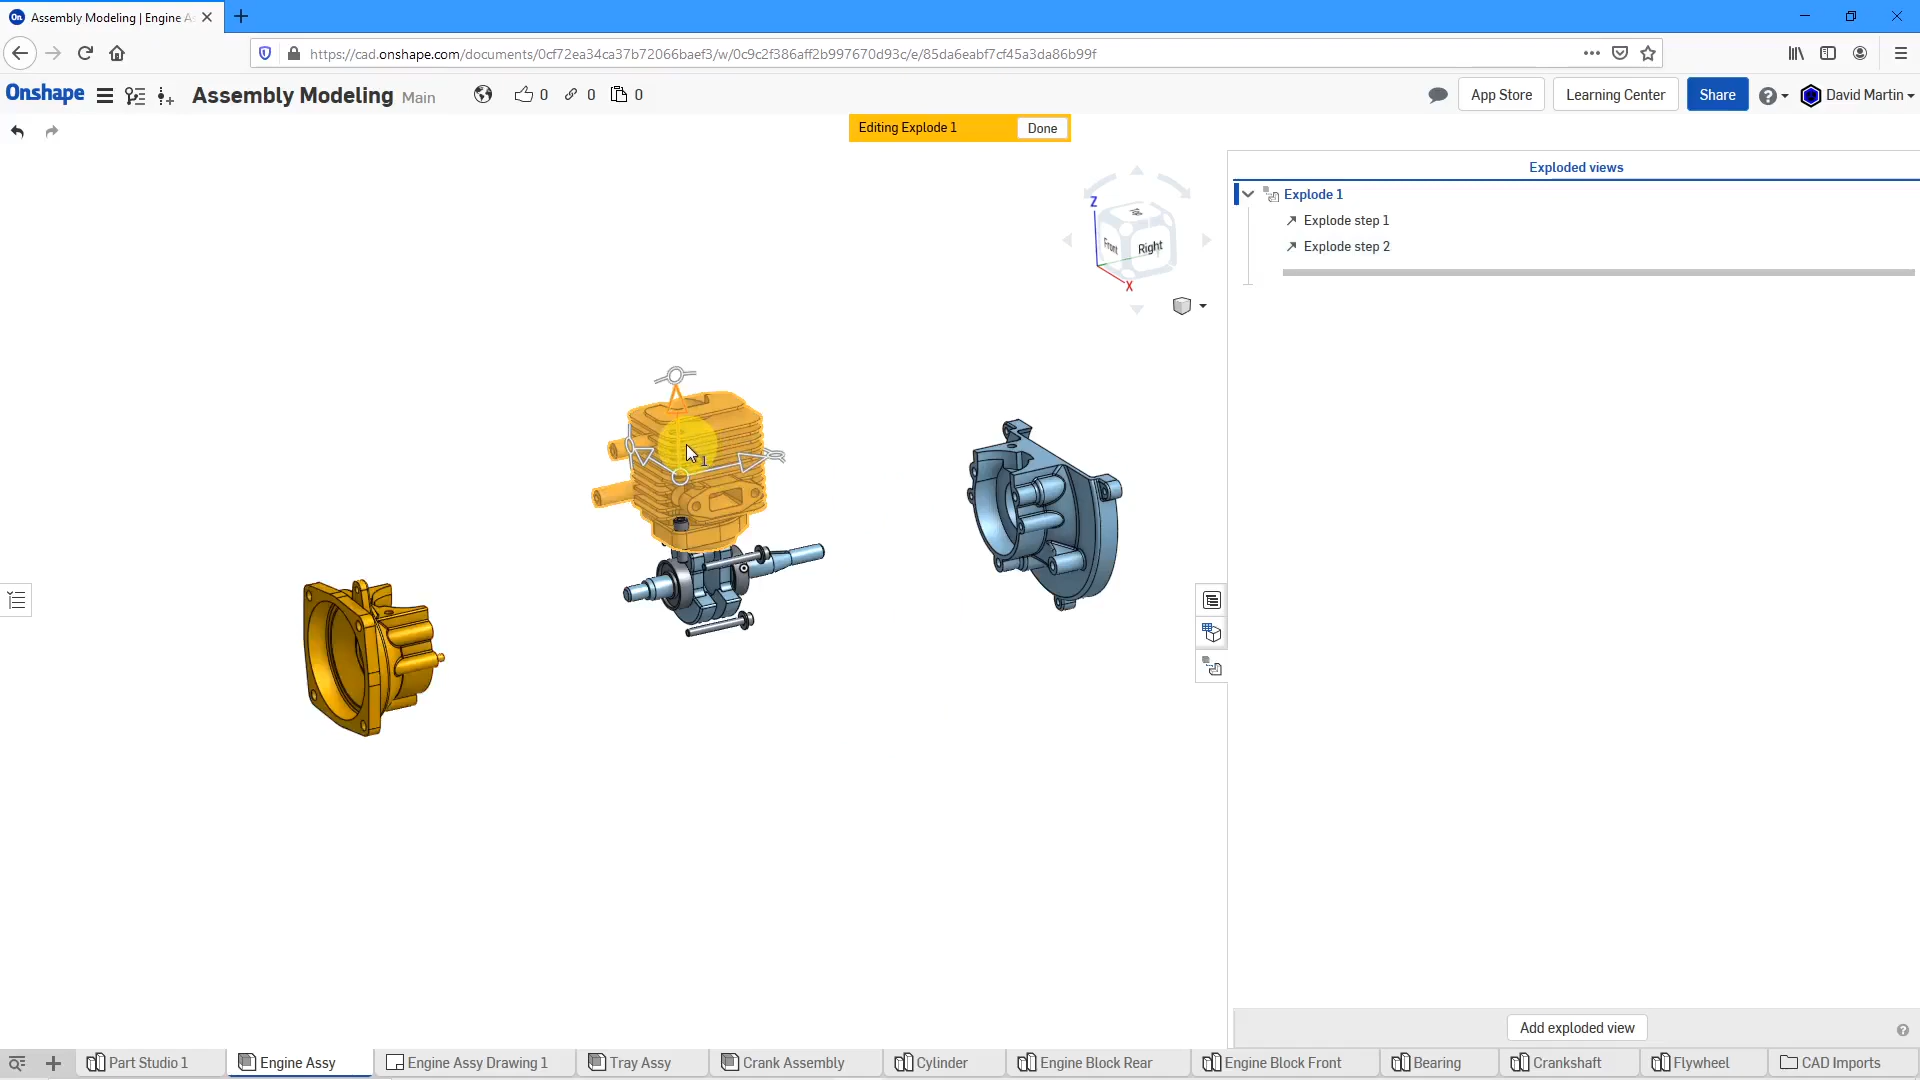 Assembly Modeling | Engine A
https://cad.onshape.com/documents/0cf72ea34ca37b72066baef3/w/0c9c2f386aff2b997670d93c/e/85da6eabf7cf45a3da86b99f
Onshape Assembly Modeling Main 0 0 0 App Store Learning Center Share David Martin
Editing Explode 1 Done
Exploded views
Explode 1
Explode step 1
Explode step 2
Z
Front Right
X
1
Add exploded view
Part Studio 1 Engine Assy Engine Assy Drawing 1 Tray Assy Crank Assembly Cylinder Engine Block Rear Engine Block Front Bearing Crankshaft Flywheel CAD Imports